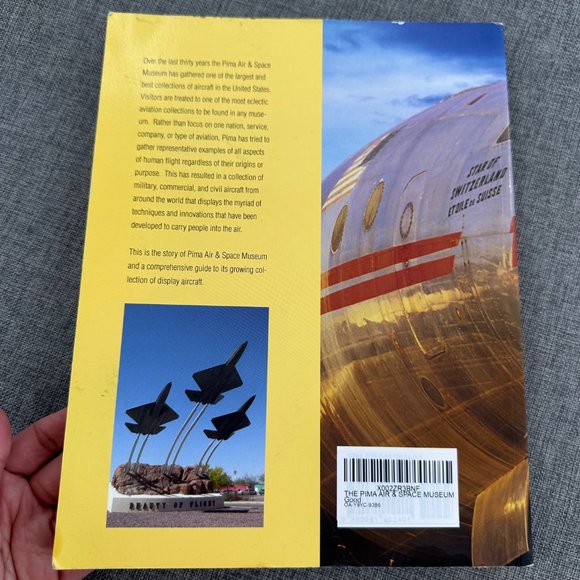 Over the last thirty years the Pima Air & Space
Museum has gathered one of the largest and
best collections of aircraft in the United States.
Visitors are treated to one of the most eclectic
aviation collections to be found in any muse-
um. Rather than focus on one nation, service,
company, or type of aviation, Pima has tried to
gather representative examples of all aspects
of human flight regardless of their origins or
purpose. This has resulted in a collection of
military, commercial, and civil aircraft from
around the world that displays the myriad of
techniques and innovations that have been
developed to carry people into the air.
This is the story of Pima Air & Space Museum
and a comprehensive guide to its growing col-
lection of display aircraft.
BEAUTY OF FLIGHT
STAR OF
SWITZERLAND
ETOILE DE SUISSE
X002ZR3BNF
THE PIMA AIR & SPACE MUSEUM
Good
OA-Y9YC-93B6